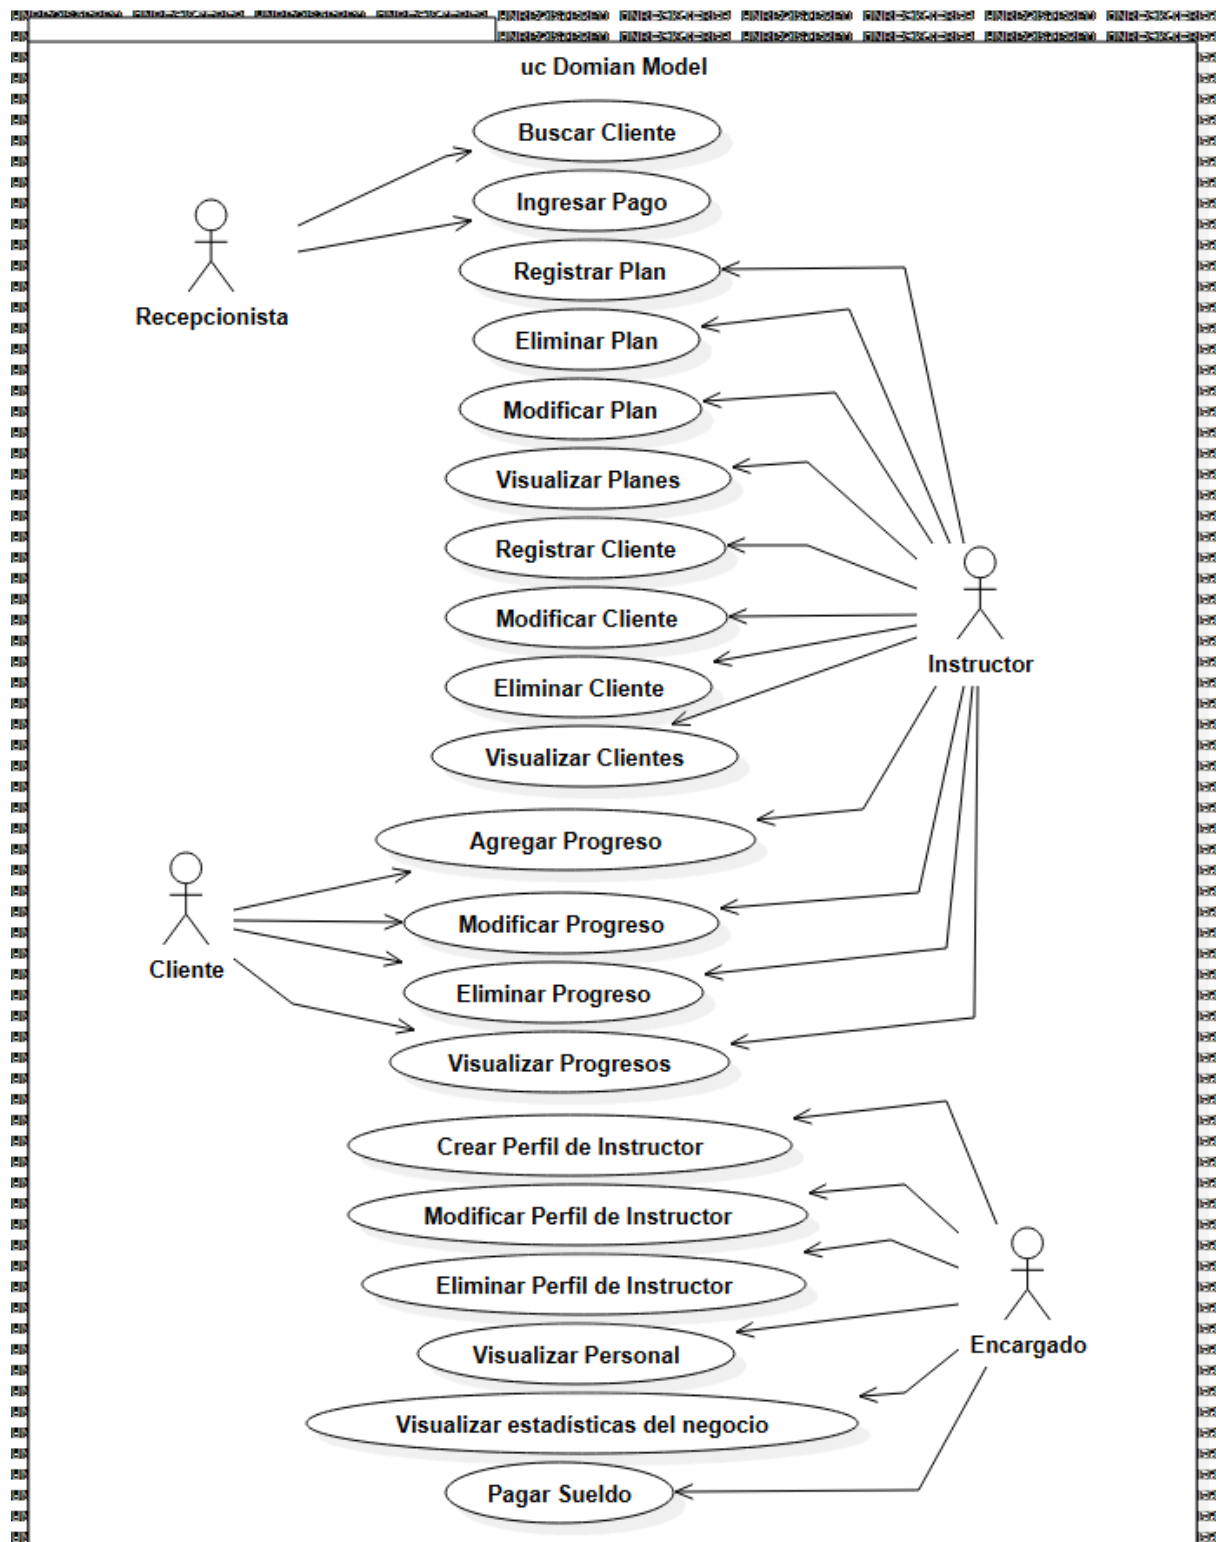 uc Domian Model
Buscar Cliente
Ingresar Pago
Recepcionista
Registrar Plan
Eliminar Plan
Modificar Plan
Visualizar Planes
Registrar Cliente
Modificar Cliente
Instructor
Eliminar Cliente
Visualizar Clientes
Agregar Progreso
Modificar Progreso
Cliente
Eliminar Progreso
Visualizar Progresos
Crear Perfil de Instructor
Modificar Perfil de Instructor
Eliminar Perfil de Instructor
Encargado
Visualizar Personal
Visualizar estadísticas del negocio
Pagar Sueldo